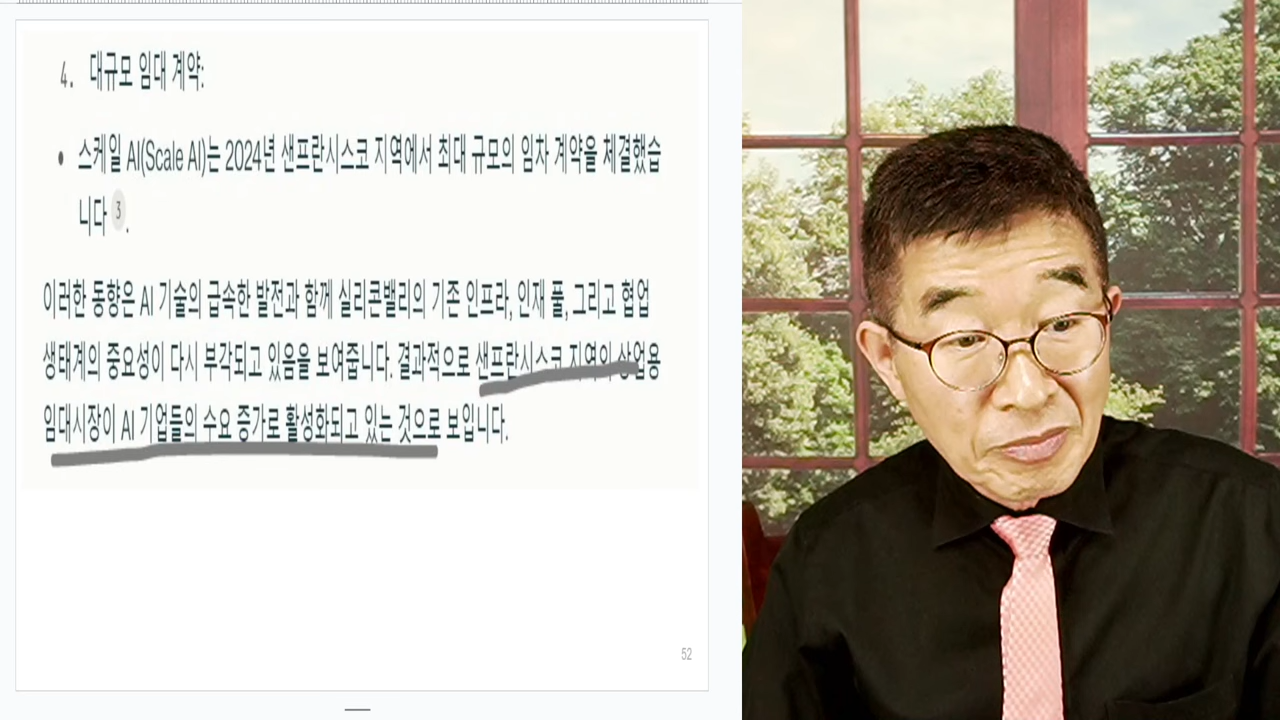 4. 대규모 임대 계약:
• 스케일 AI(Scale AI)는 2024년 샌프란시스코 지역에서 최대 규모의 임차 계약을 체결했습
니다 3.
이러한 동향은 AI 기술의 급속한 발전과 함께 실리콘밸리의 기존 인프라, 인재 풀, 그리고 협업
생태계의 중요성이 다시 부각되고 있음을 보여줍니다. 결과적으로 샌프란시스코 지역의 상업용
임대시장이 AI 기업들의 수요 증가로 활성화되고 있는 것으로 보입니다.
52